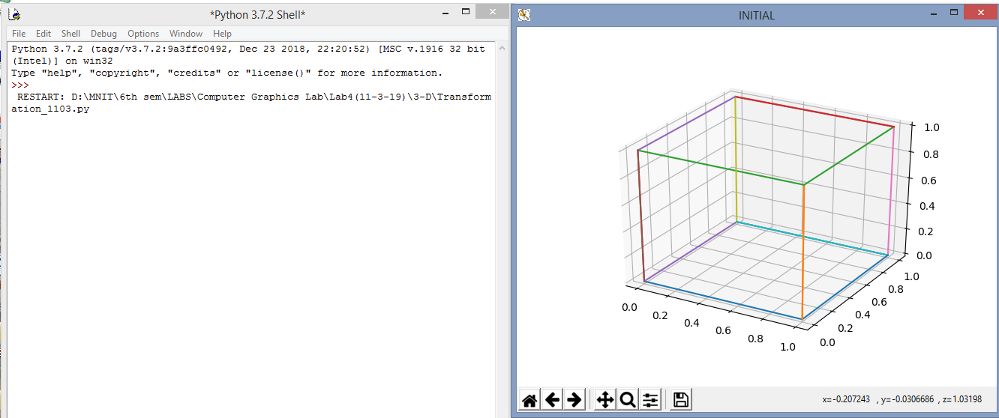 *Python 3.7.2 Shell*
File Edit Shell Debug Options Window Help
Python 3.7.2 (tags/v3.7.2:9a3ffc0492, Dec 23 2018, 22:20:52) [MSC v.1916 32 bit
(Intel)] on win32
Type "help", "copyright", "credits" or "license()" for more information.
>>>
RESTART: D:\MNIT\6th sem\LABS\Computer Graphics Lab\Lab4(11-3-19)\3-D\Transform
ation_1103.py
INITIAL
1.0
0.8
0.6
0.4
0.2
0.0
0.0
0.2
0.4
0.6
0.8
1.0
0.0
0.2
0.4
0.6
0.8
1.0
x=-0.207243 , y=-0.0306686 , z=1.03198